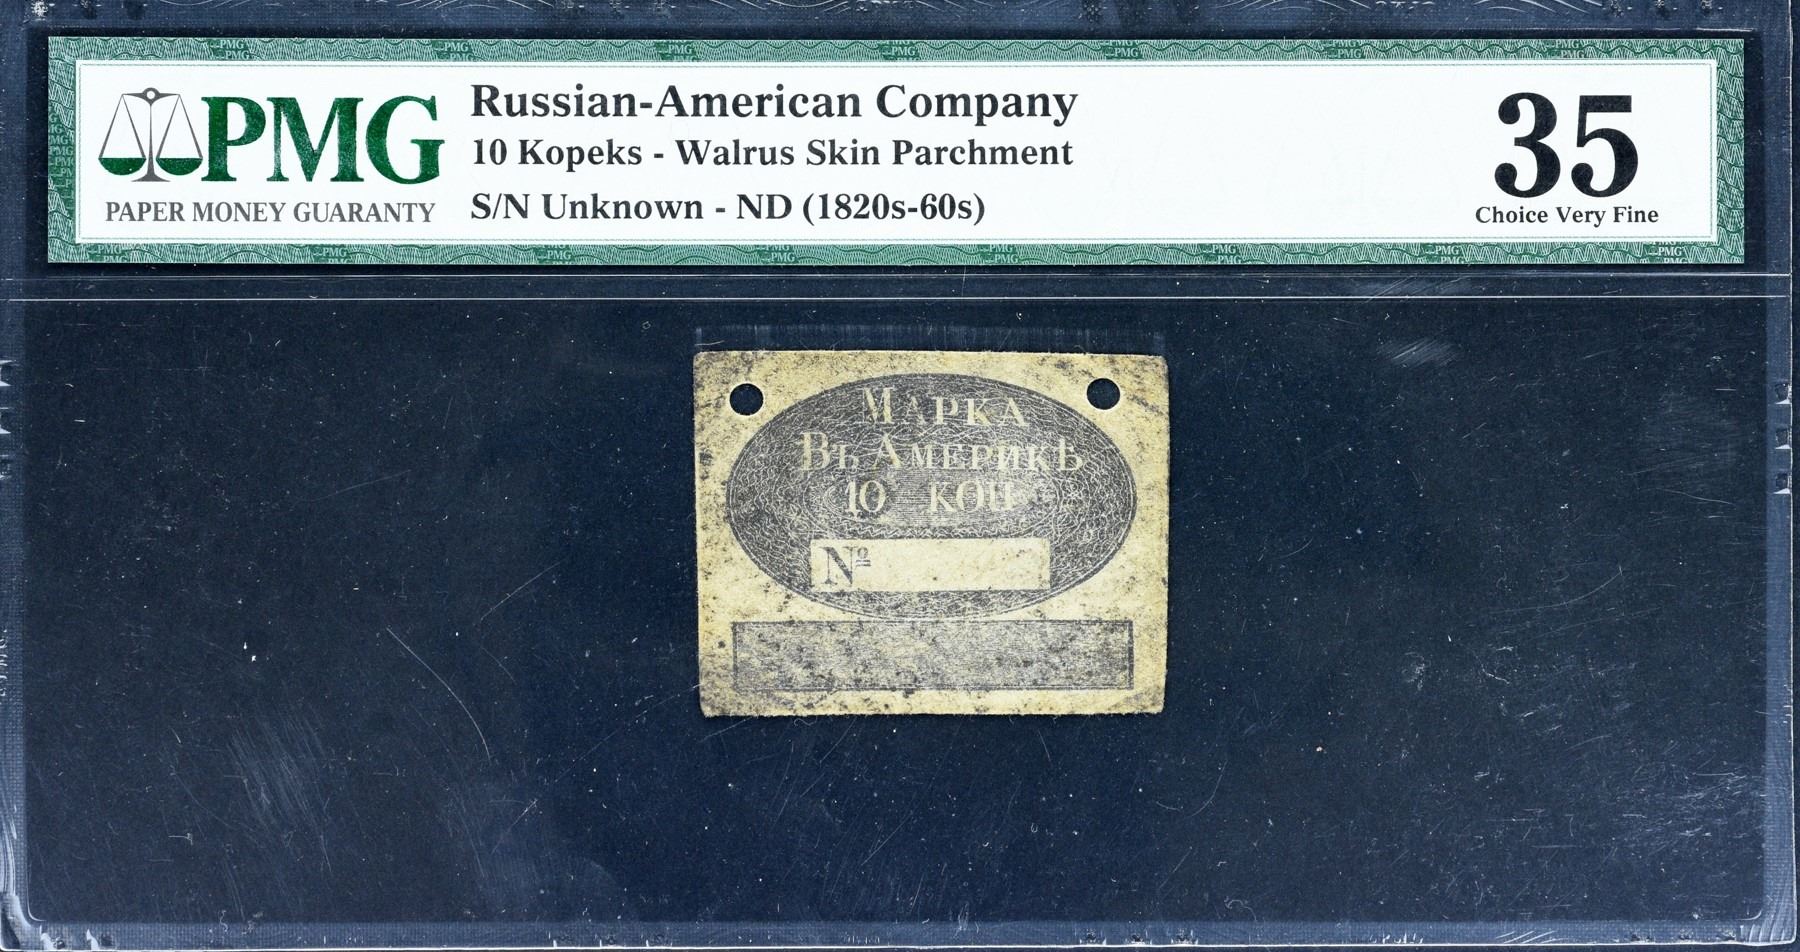 PMG
PAPER MONEY GUARANTY
Russian-American Company
10 Kopeks - Walrus Skin Parchment
S/N Unknown - ND (1820s-60s)
35
Choice Very Fine
МАРКА
ВЪ АМЕРИКѢ
10 КОП
№